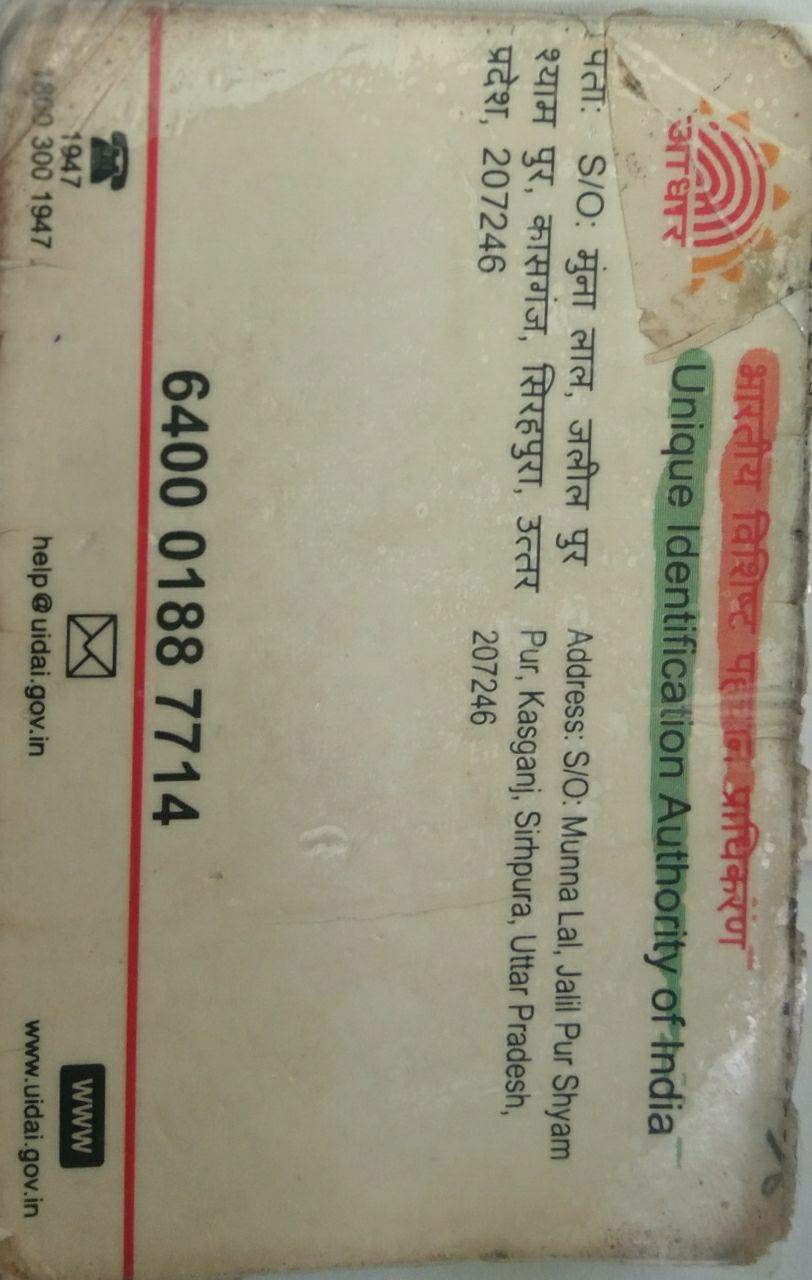 आधार
भारतीय विशिष्ट पहचान प्राधिकरण
Unique Identification Authority of India
पता: S/O: मुंना लाल, जलील पुर
श्याम पुर, कासगंज, सिरहपुरा, उत्तर
प्रदेश, 207246
Address: S/O: Munna Lal, Jalil Pur Shyam
Pur, Kasganj, Sirhpura, Uttar Pradesh,
207246
6400 0188 7714
1947
1800 300 1947
help@uidai.gov.in
www
www.uidai.gov.in